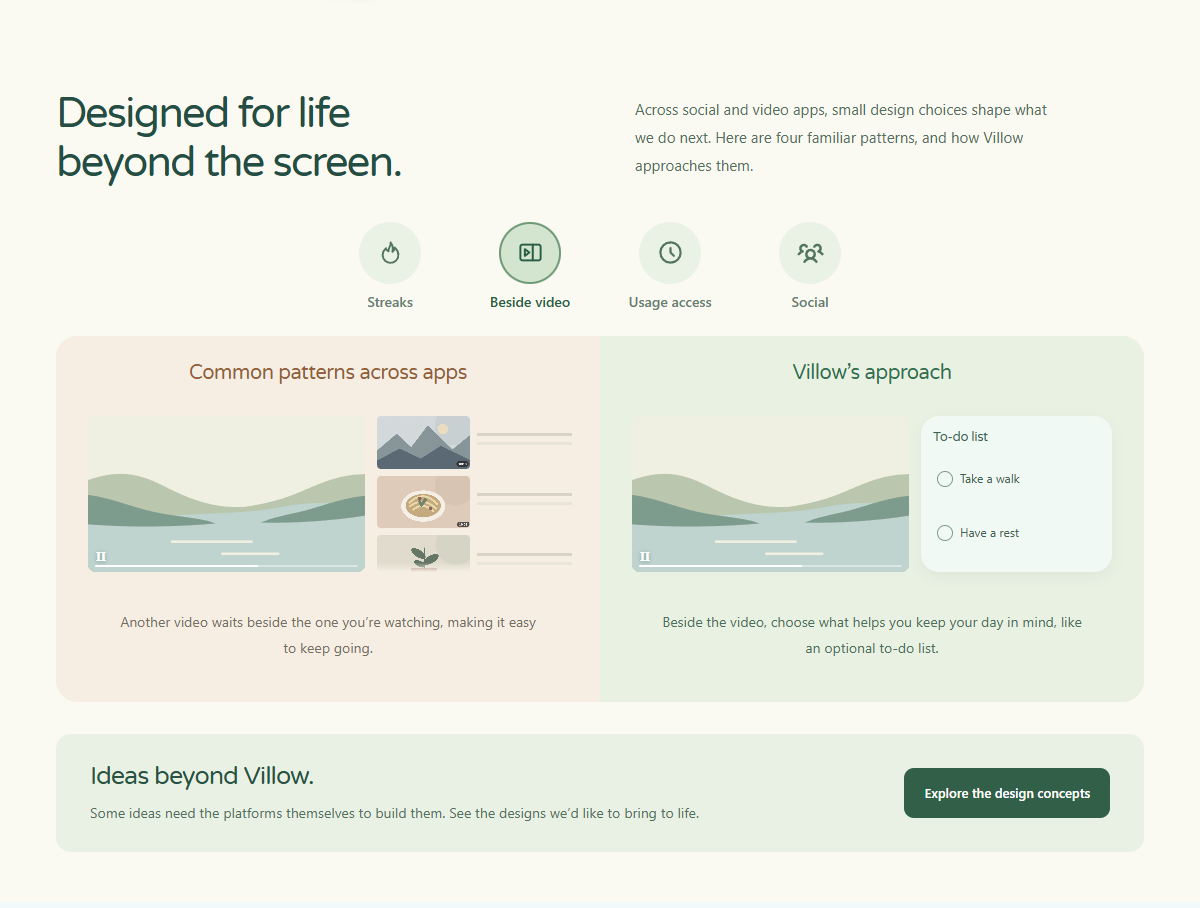 Designed for life
beyond the screen.
Across social and video apps, small design choices shape what
we do next. Here are four familiar patterns, and how Villow
approaches them.
Streaks
Beside video
Usage access
Social
Common patterns across apps
Another video waits beside the one you’re watching, making it easy
to keep going.
Villow’s approach
To-do list
Take a walk
Have a rest
Beside the video, choose what helps you keep your day in mind, like
an optional to-do list.
Ideas beyond Villow.
Some ideas need the platforms themselves to build them. See the designs we’d like to bring to life.
Explore the design concepts